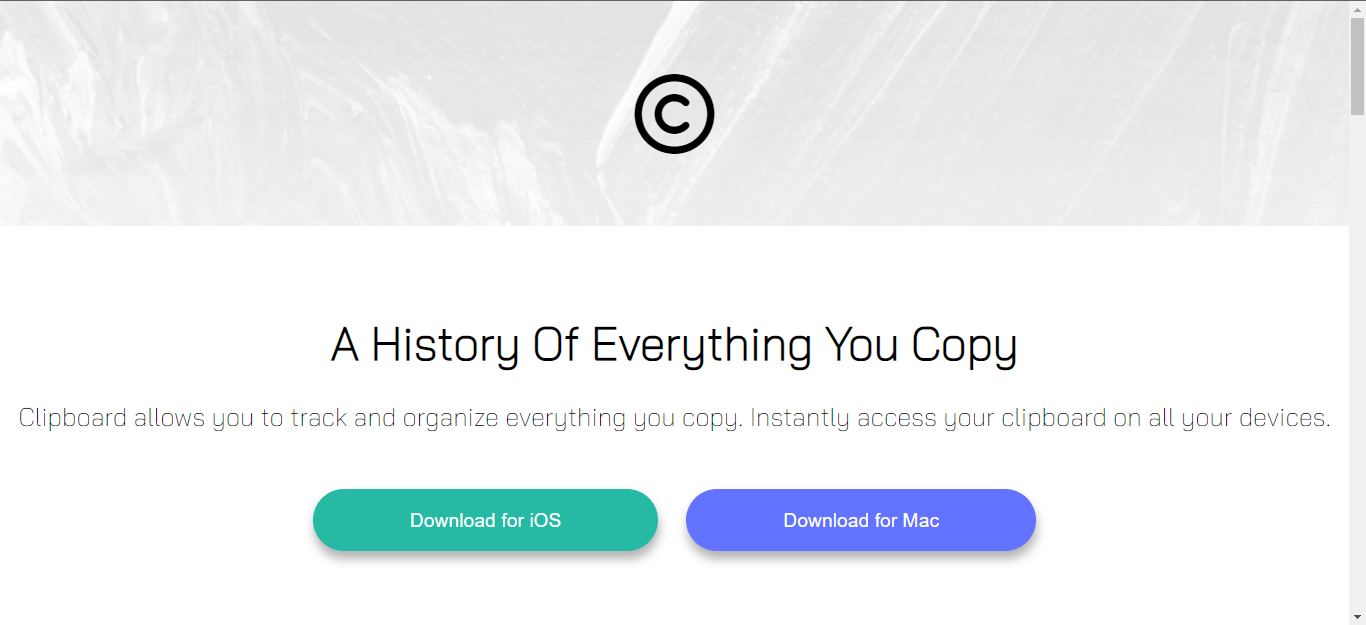 ©
A History Of Everything You Copy
Clipboard allows you to track and organize everything you copy. Instantly access your clipboard on all your devices.
Download for iOS
Download for Mac